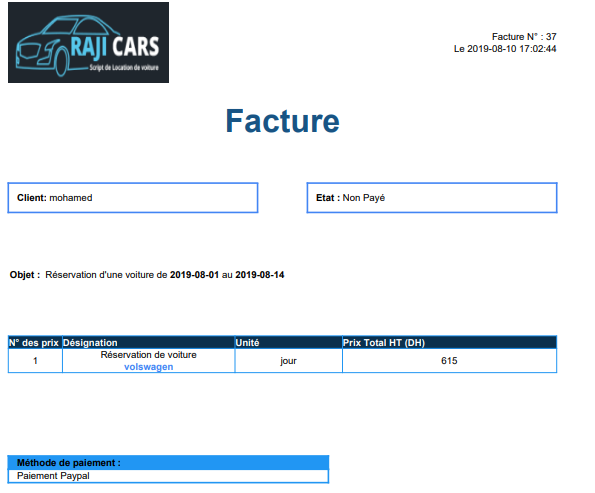 RAJI CARS
Script de Location de voiture
Facture N° : 37
Le 2019-08-10 17:02:44
Facture
Client: mohamed
Etat : Non Payé
Objet : Réservation d'une voiture de 2019-08-01 au 2019-08-14
N° des prix Désignation Unité Prix Total HT (DH)
1 Réservation de voiture jour 615
volswagen
Méthode de paiement :
Paiement Paypal